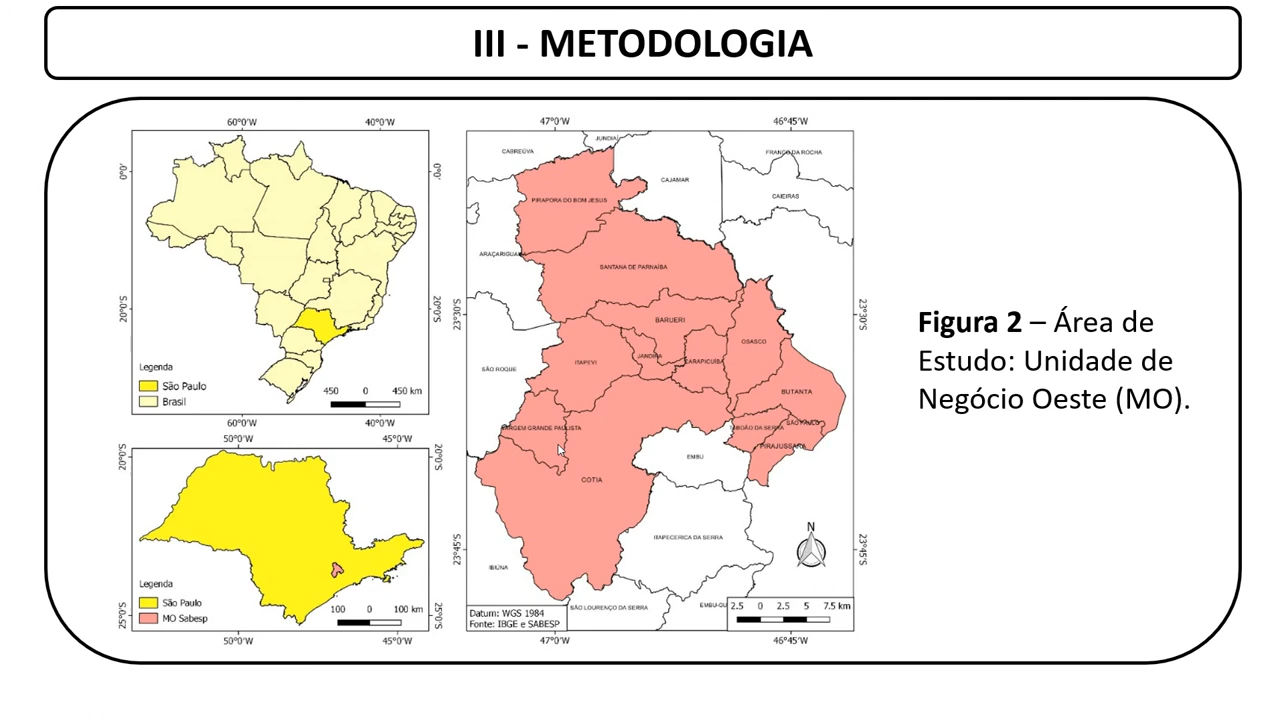 III - METODOLOGIA
60°0'W 40°0'W
0°0'
0°0'
20°0'S
20°0'S
Legenda
São Paulo
Brasil
450 0 450 km
60°0'W 40°0'W
50°0'W 45°0'W
20°0'S
20°0'S
Legenda
São Paulo
MO Sabesp
100 0 100 km
25°0'S
25°0'S
50°0'W 45°0'W
47°0'W 46°45'W
JUNDIAÍ
CABREÚVA
FRANCO DA ROCHA
CAJAMAR
CAIEIRAS
PIRAPORA DO BOM JESUS
ARAÇARIGUAMA
SANTANA DE PARNAÍBA
23°30'S
23°30'S
BARUERI
OSASCO
ITAPEVI
JANDIRA
CARAPICUÍBA
SÃO ROQUE
BUTANTA
VARGEM GRANDE PAULISTA
SÃO PAULO
PIRAJUSSARA
EMBU
COTIA
ITAPECERICA DA SERRA
N
23°45'S
23°45'S
IBIÚNA
SÃO LOURENÇO DA SERRA
EMBU-GU
Datum: WGS 1984
Fonte: IBGE e SABESP
2.5 0 2.5 5 7.5 km
47°0'W 46°45'W
Figura 2 – Área de
Estudo: Unidade de
Negócio Oeste (MO).